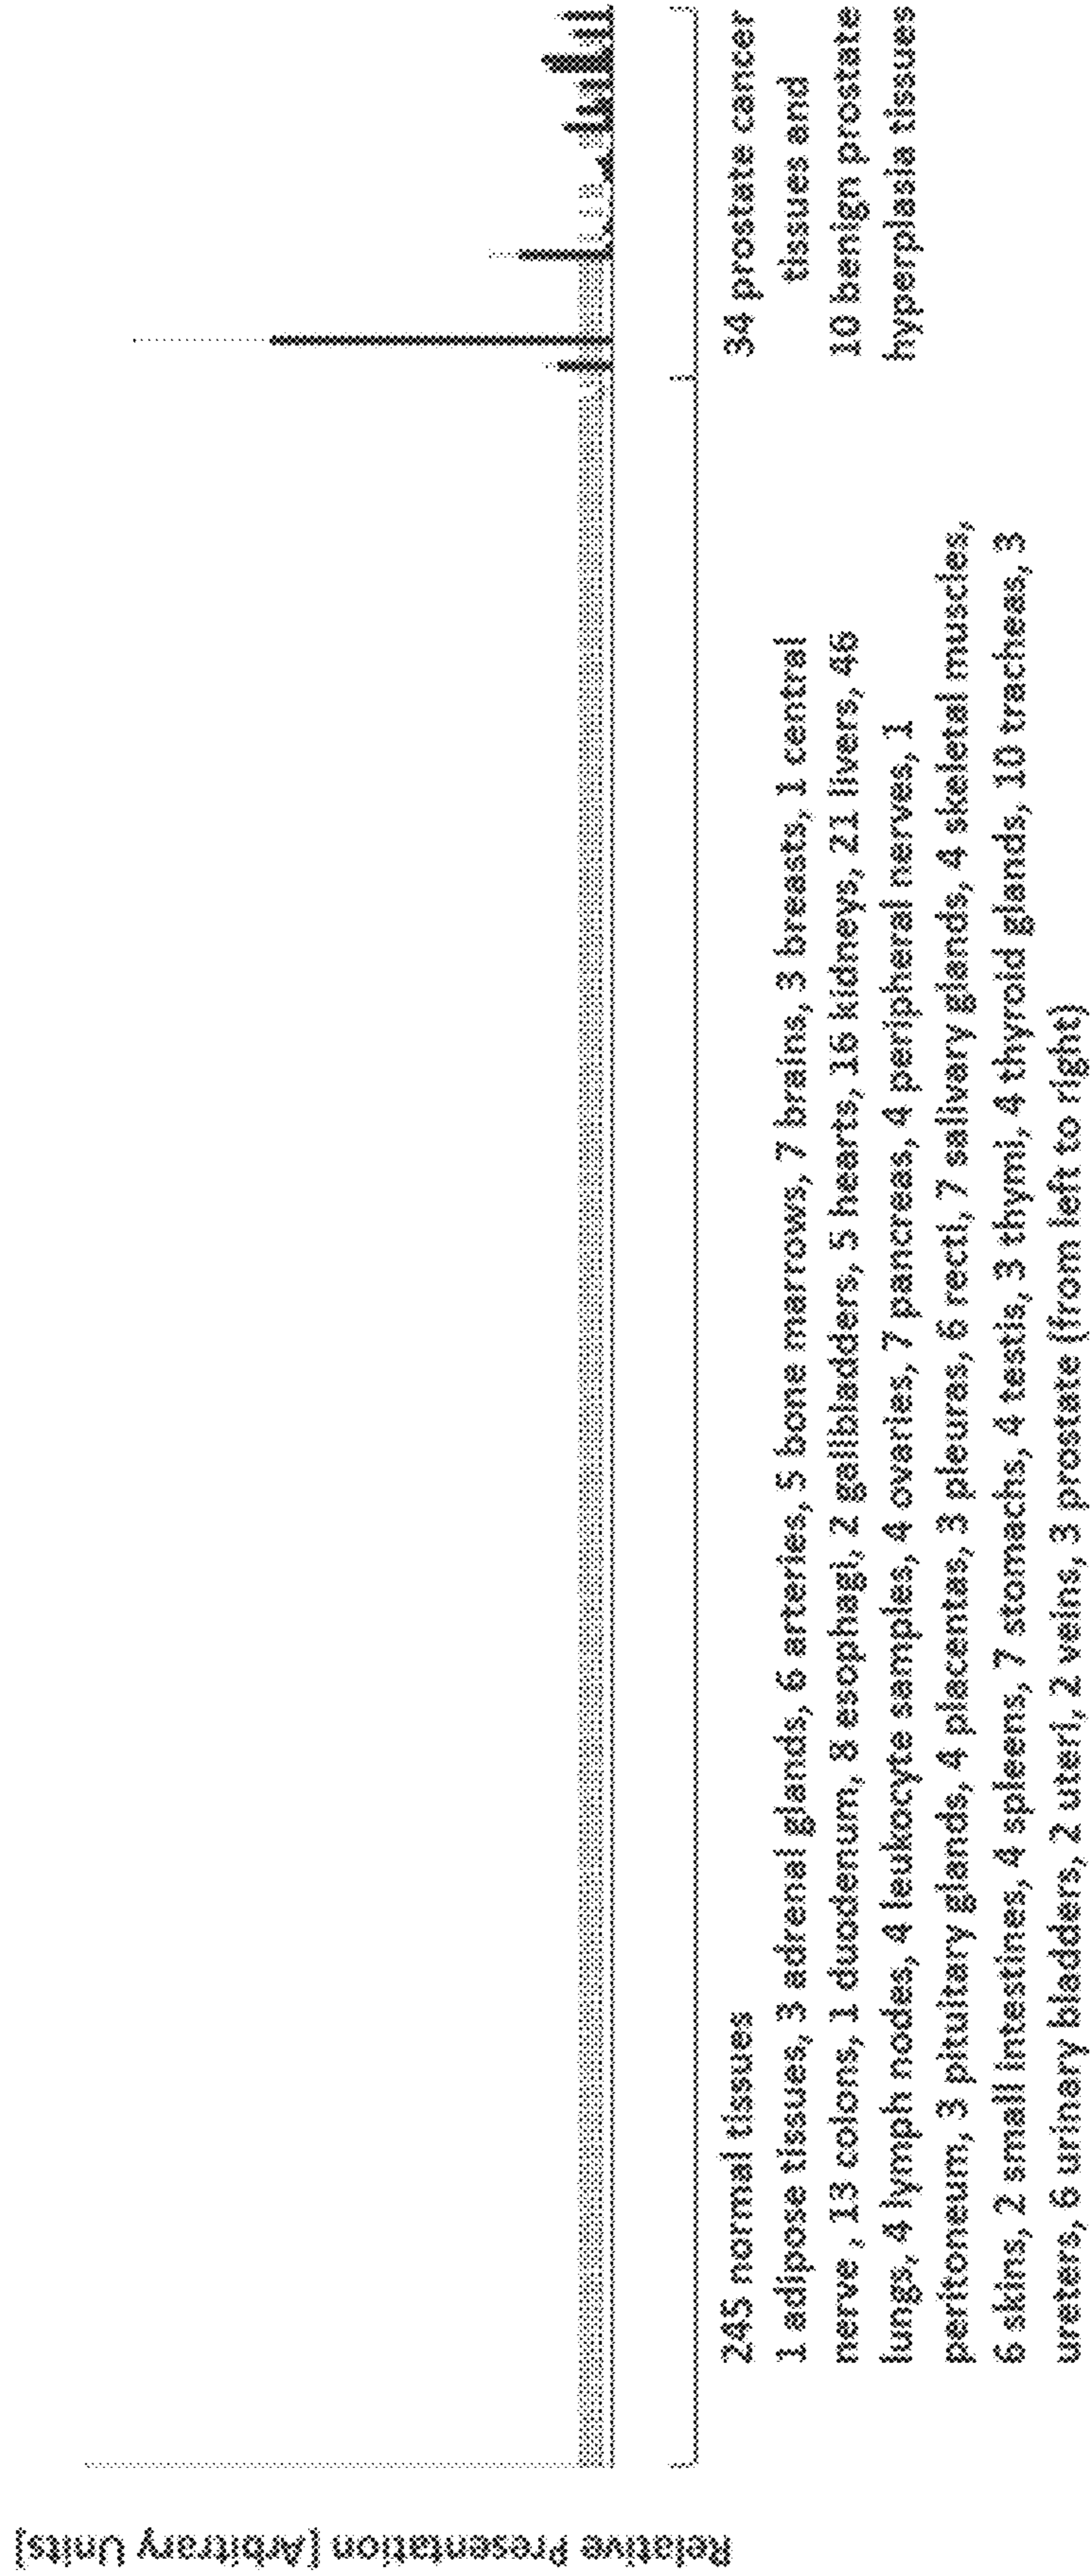 Relative Presentation [Arbitrary Units]
245 normal tissues
1 adipose tissues, 3 adrenal glands, 6 arteries, 5 bone marrows, 7 brains, 3 breasts, 1 central
nerve , 13 colons, 1 duodenum, 8 esophagi, 2 gallbladders, 5 hearts, 16 kidneys, 21 livers, 46
lungs, 4 lymph nodes, 4 leukocyte samples, 4 ovaries, 7 pancreas, 4 peripheral nerves, 1
peritoneum, 3 pituitary glands, 4 placentas, 3 pleuras, 6 recti, 7 salivary glands, 4 skeletal muscles,
6 skins, 2 small intestines, 4 spleens, 7 stomachs, 4 testis, 3 thymi, 4 thyroid glands, 10 tracheas, 3
ureters, 6 urinary bladders, 2 uteri, 2 veins, 3 prostate (from left to right)
34 prostate cancer
tissues and
10 benign prostate
hyperplasia tissues